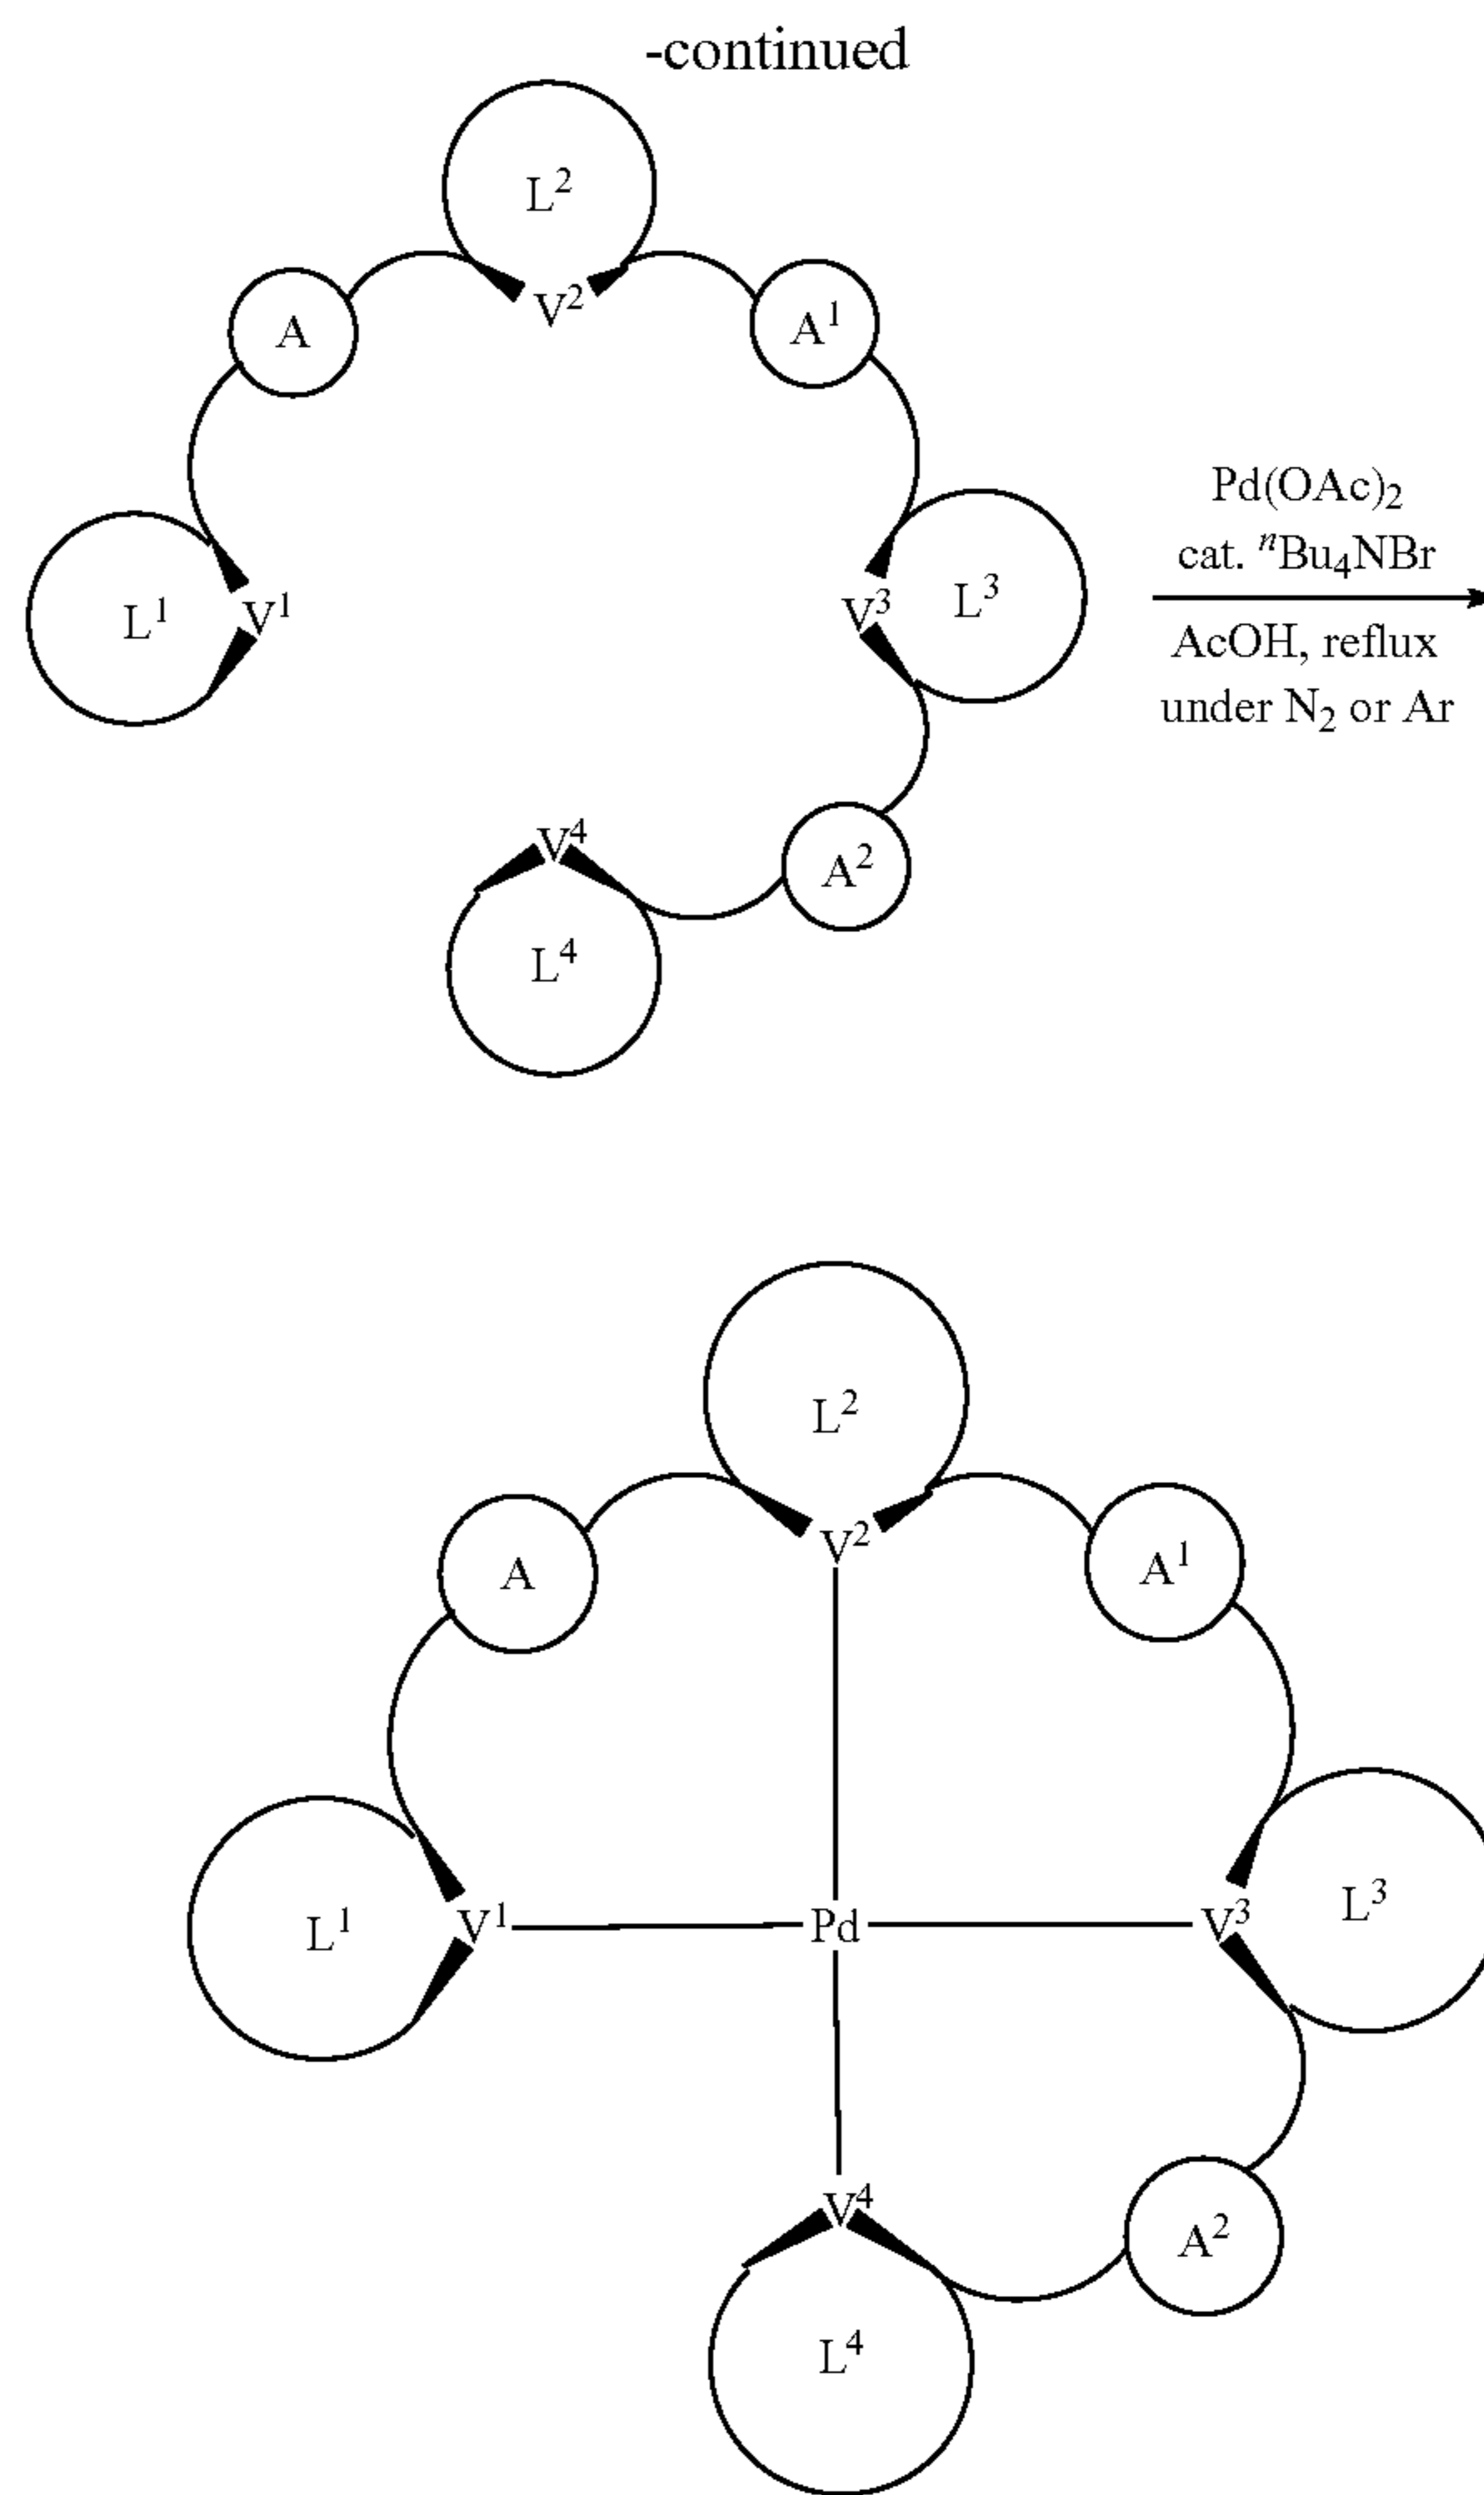 -continued
L²
V²
A
A¹
L¹
V¹
V³
L³
V⁴
A²
L⁴
Pd(OAc)₂
cat. ⁿBu₄NBr
AcOH, reflux
under N₂ or Ar
L²
V²
A
A¹
L¹
V¹
Pd
V³
L³
V⁴
A²
L⁴